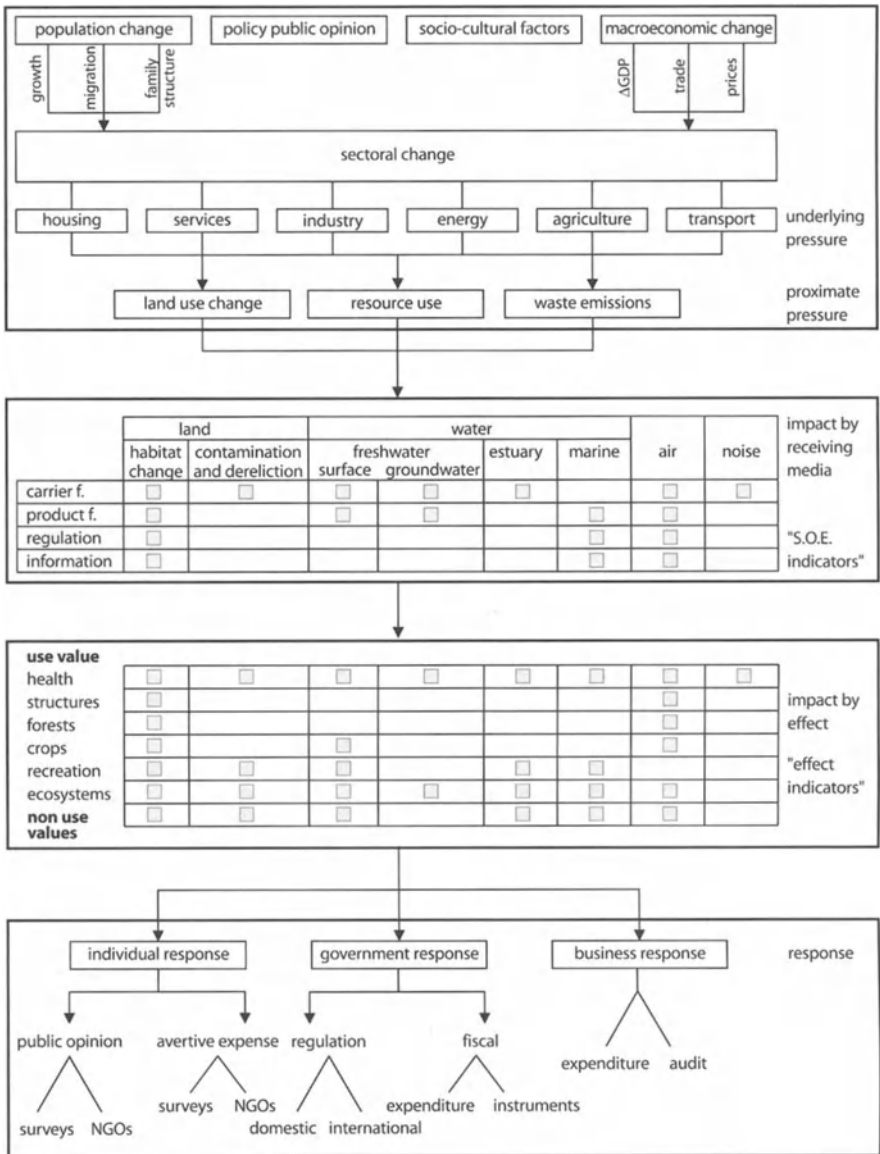 population change policy public opinion socio-cultural factors macroeconomic change
growth
migration
family
structure
ΔGDP
trade
prices
sectoral change
housing services industry energy agriculture transport
underlying
pressure
land use change resource use waste emissions
proximate
pressure
land water
habitat
change
contamination
and dereliction
freshwater
surface groundwater
estuary marine air noise
impact by
receiving
media
carrier f.
product f.
regulation
information
"S.O.E.
indicators"
use value
health
structures
forests
crops
recreation
ecosystems
non use
values
impact by
effect
"effect
indicators"
individual response government response business response response
public opinion avertive expense regulation fiscal
expenditure audit
surveys NGOs
surveys NGOs
domestic international
expenditure instruments